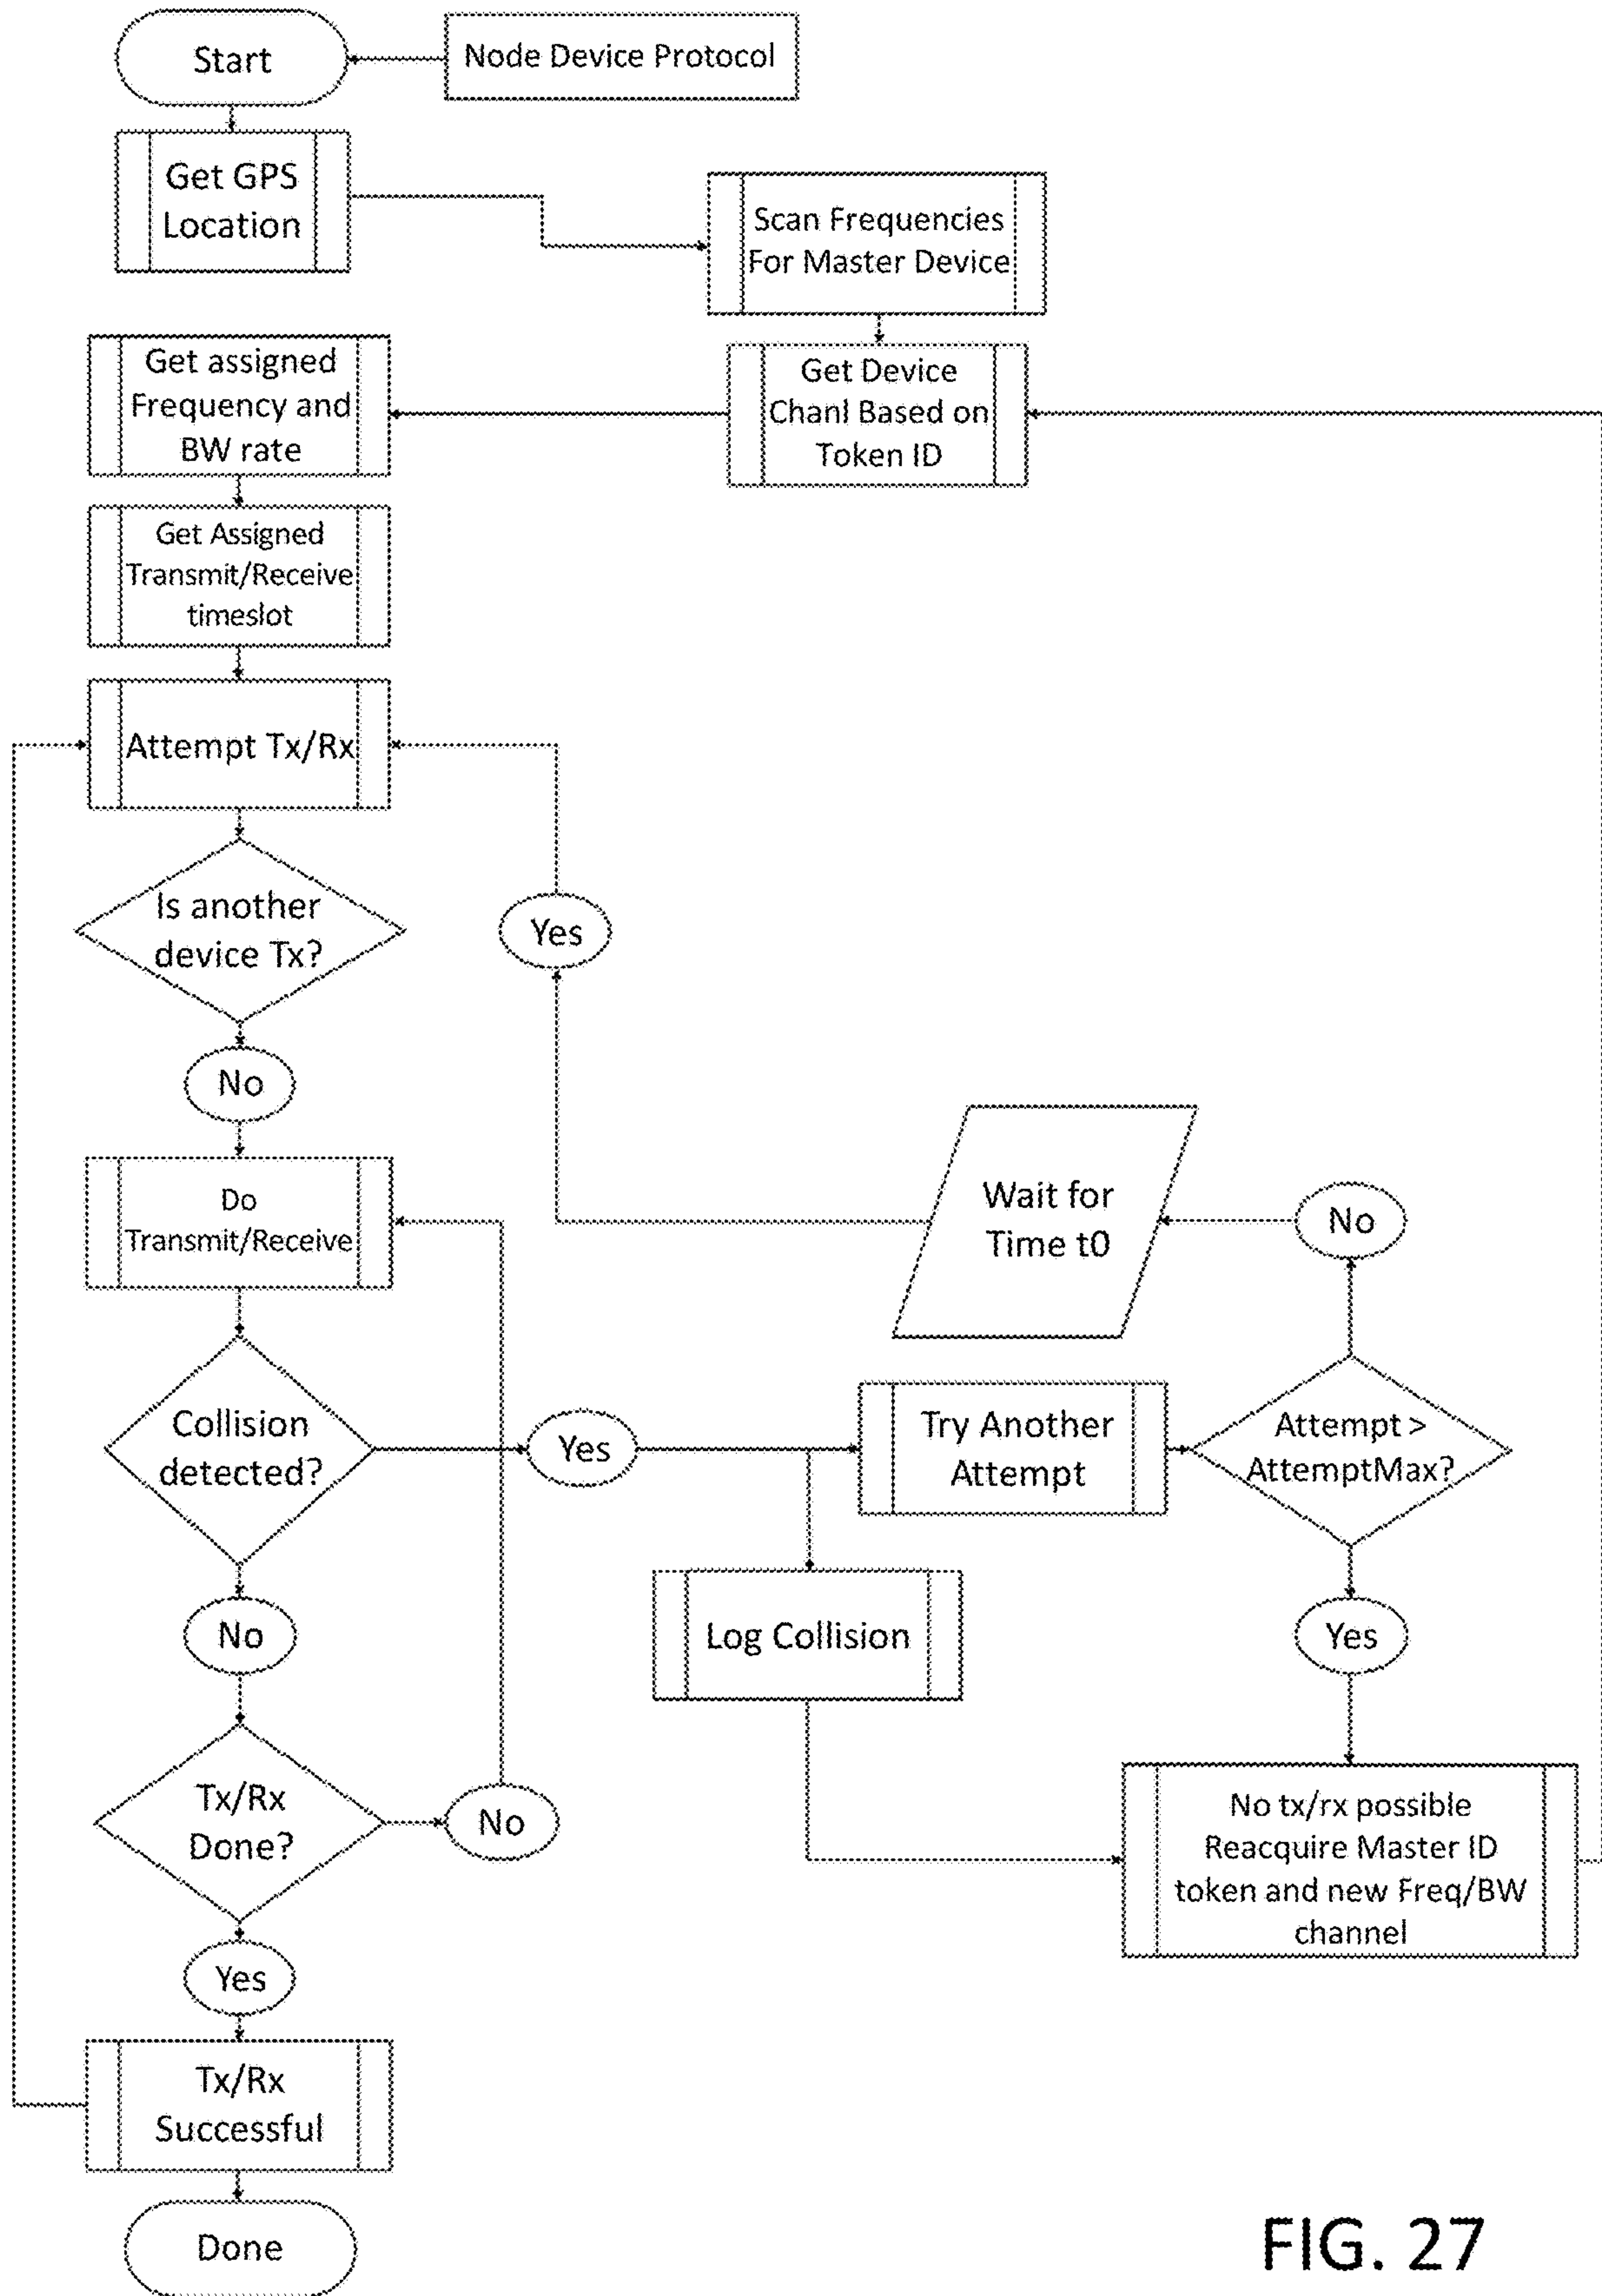 Start
Node Device Protocol
Get GPS
Location
Scan Frequencies
For Master Device
Get assigned
Frequency and
BW rate
Get Device
Chanl Based on
Token ID
Get Assigned
Transmit/Receive
timeslot
Attempt Tx/Rx
Is another
device Tx?
Yes
No
Do
Transmit/Receive
Wait for
Time t0
No
Collision
detected?
Yes
Try Another
Attempt
Attempt >
AttemptMax?
No
Log Collision
Yes
Tx/Rx
Done?
No
No tx/rx possible
Reacquire Master ID
token and new Freq/BW
channel
Yes
Tx/Rx
Successful
Done
FIG. 27